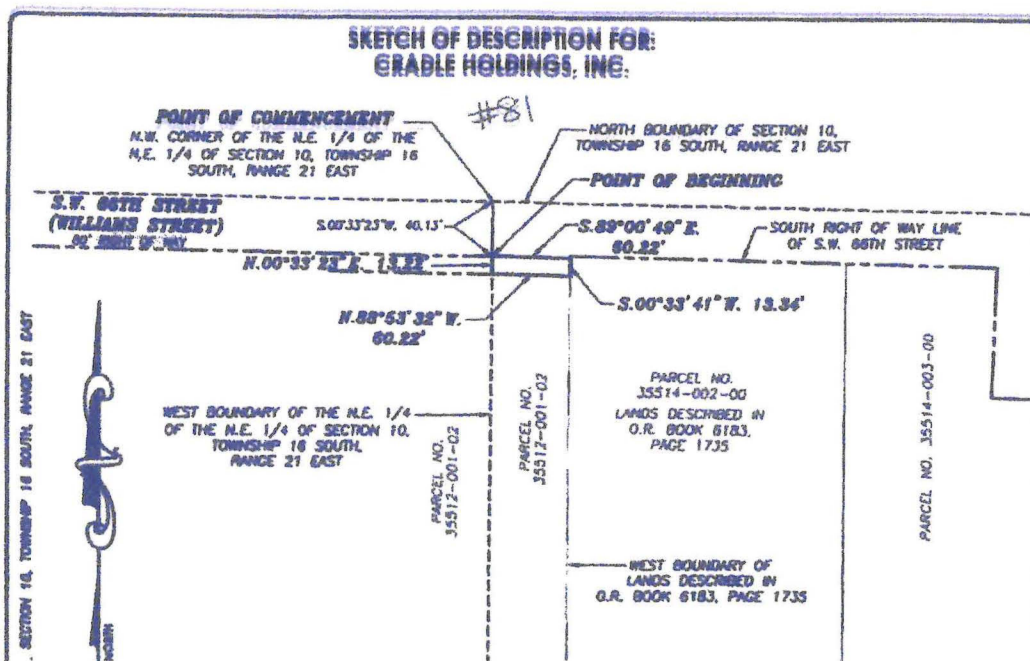 SKETCH OF DESCRIPTION FOR:
CRADLE HOLDINGS, INC.
#81
POINT OF COMMENCEMENT
N.W. CORNER OF THE N.E. 1/4 OF THE
N.E. 1/4 OF SECTION 10, TOWNSHIP 16
SOUTH, RANGE 21 EAST
NORTH BOUNDARY OF SECTION 10,
TOWNSHIP 16 SOUTH, RANGE 21 EAST
POINT OF BEGINNING
S.W. 66TH STREET
(WILLIAMS STREET)
RIGHT OF WAY
S.00°33'23"W. 40.13'
S.89°00'49" E.
60.22'
SOUTH RIGHT OF WAY LINE
OF S.W. 66TH STREET
N.00°33'23" E. 13.22'
S.00°33'41" W. 13.34'
N.88°53'32" W.
60.22'
WEST BOUNDARY OF THE N.E. 1/4
OF THE N.E. 1/4 OF SECTION 10,
TOWNSHIP 16 SOUTH,
RANGE 21 EAST
PARCEL NO.
35512-001-02
PARCEL NO.
35512-001-02
PARCEL NO.
35514-002-00
LANDS DESCRIBED IN
O.R. BOOK 6183,
PAGE 1735
PARCEL NO. 35514-003-00
WEST BOUNDARY OF
LANDS DESCRIBED IN
O.R. BOOK 6183, PAGE 1735
SECTION 10, TOWNSHIP 16 SOUTH, RANGE 21 EAST
NORTH